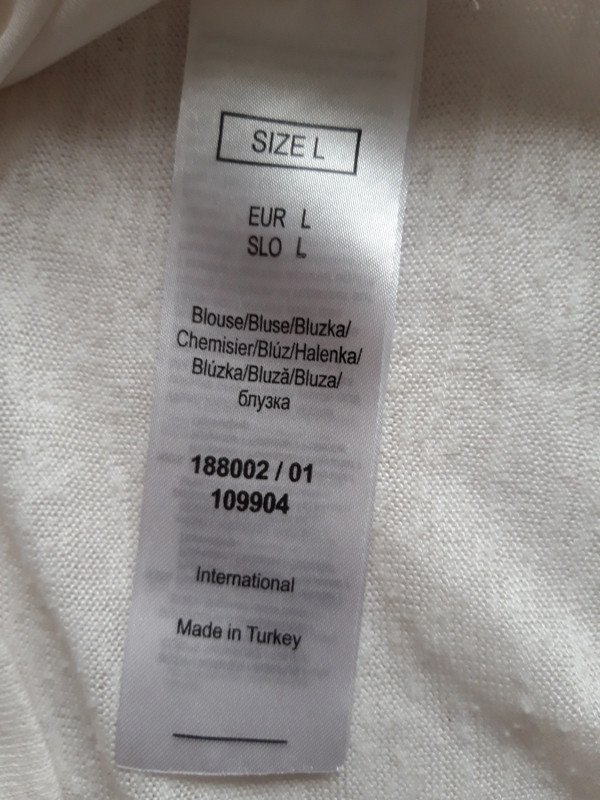 SIZE L
EUR L
SLO L
Blouse/Bluse/Bluzka/
Chemisier/Blúz/Halenka/
Blúzka/Bluză/Bluza/
блузка
188002 / 01
109904
International
Made in Turkey